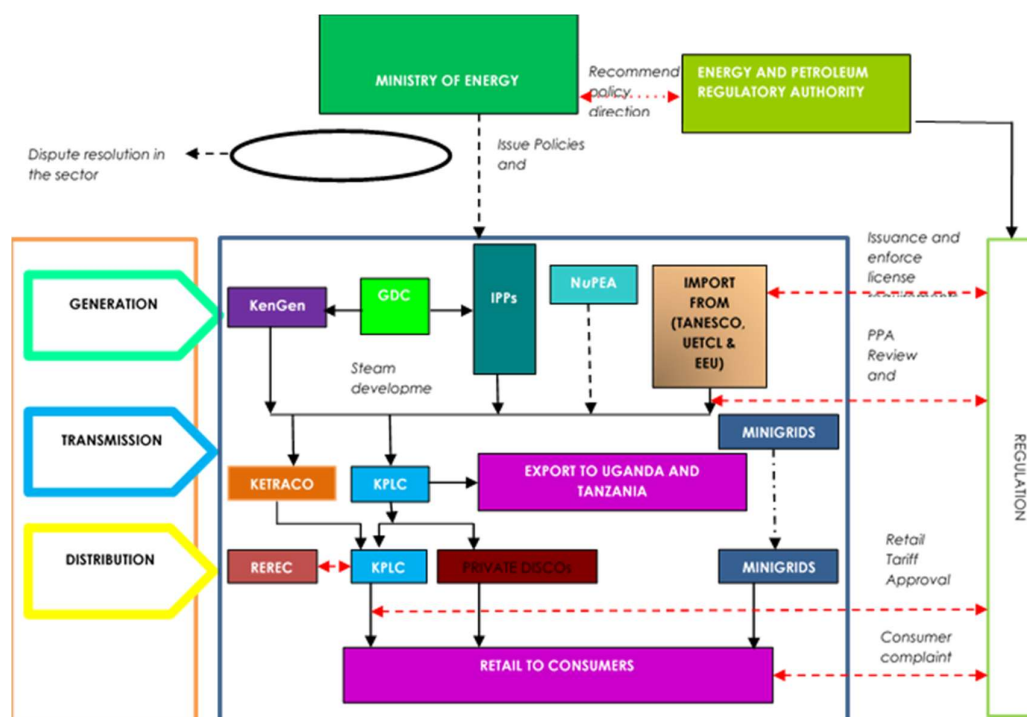 MINISTRY OF ENERGY
Recommend
policy
direction
ENERGY AND PETROLEUM
REGULATORY AUTHORITY
Dispute resolution in
the sector
Issue Policies
and
GENERATION
KenGen
GDC
IPPs
NuPEA
IMPORT
FROM
(TANESCO,
UETCL &
EEU)
Issuance and
enforce
license
Steam
developme
PPA
Review
and
TRANSMISSION
MINIGRIDS
KETRACO
KPLC
EXPORT TO UGANDA AND
TANZANIA
REGULATION
DISTRIBUTION
REREC
KPLC
PRIVATE DISCOs
MINIGRIDS
Retail
Tariff
Approval
RETAIL TO CONSUMERS
Consumer
complaint